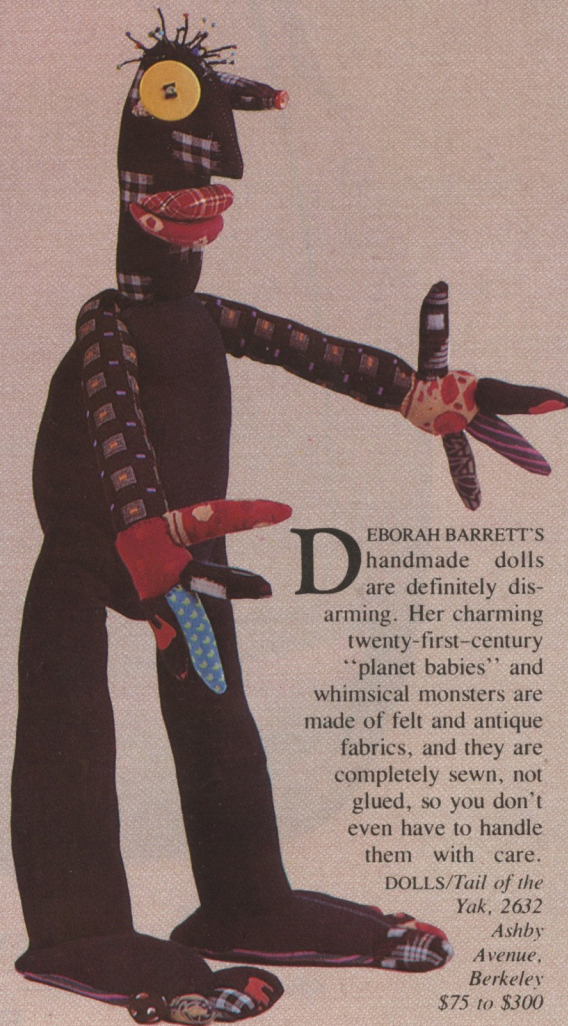 DEBORAH BARRETT'S
handmade dolls
are definitely dis-
arming. Her charming
twenty-first–century
“planet babies” and
whimsical monsters are
made of felt and antique
fabrics, and they are
completely sewn, not
glued, so you don't
even have to handle
them with care.
DOLLS/Tail of the
Yak, 2632
Ashby
Avenue,
Berkeley
$75 to $300